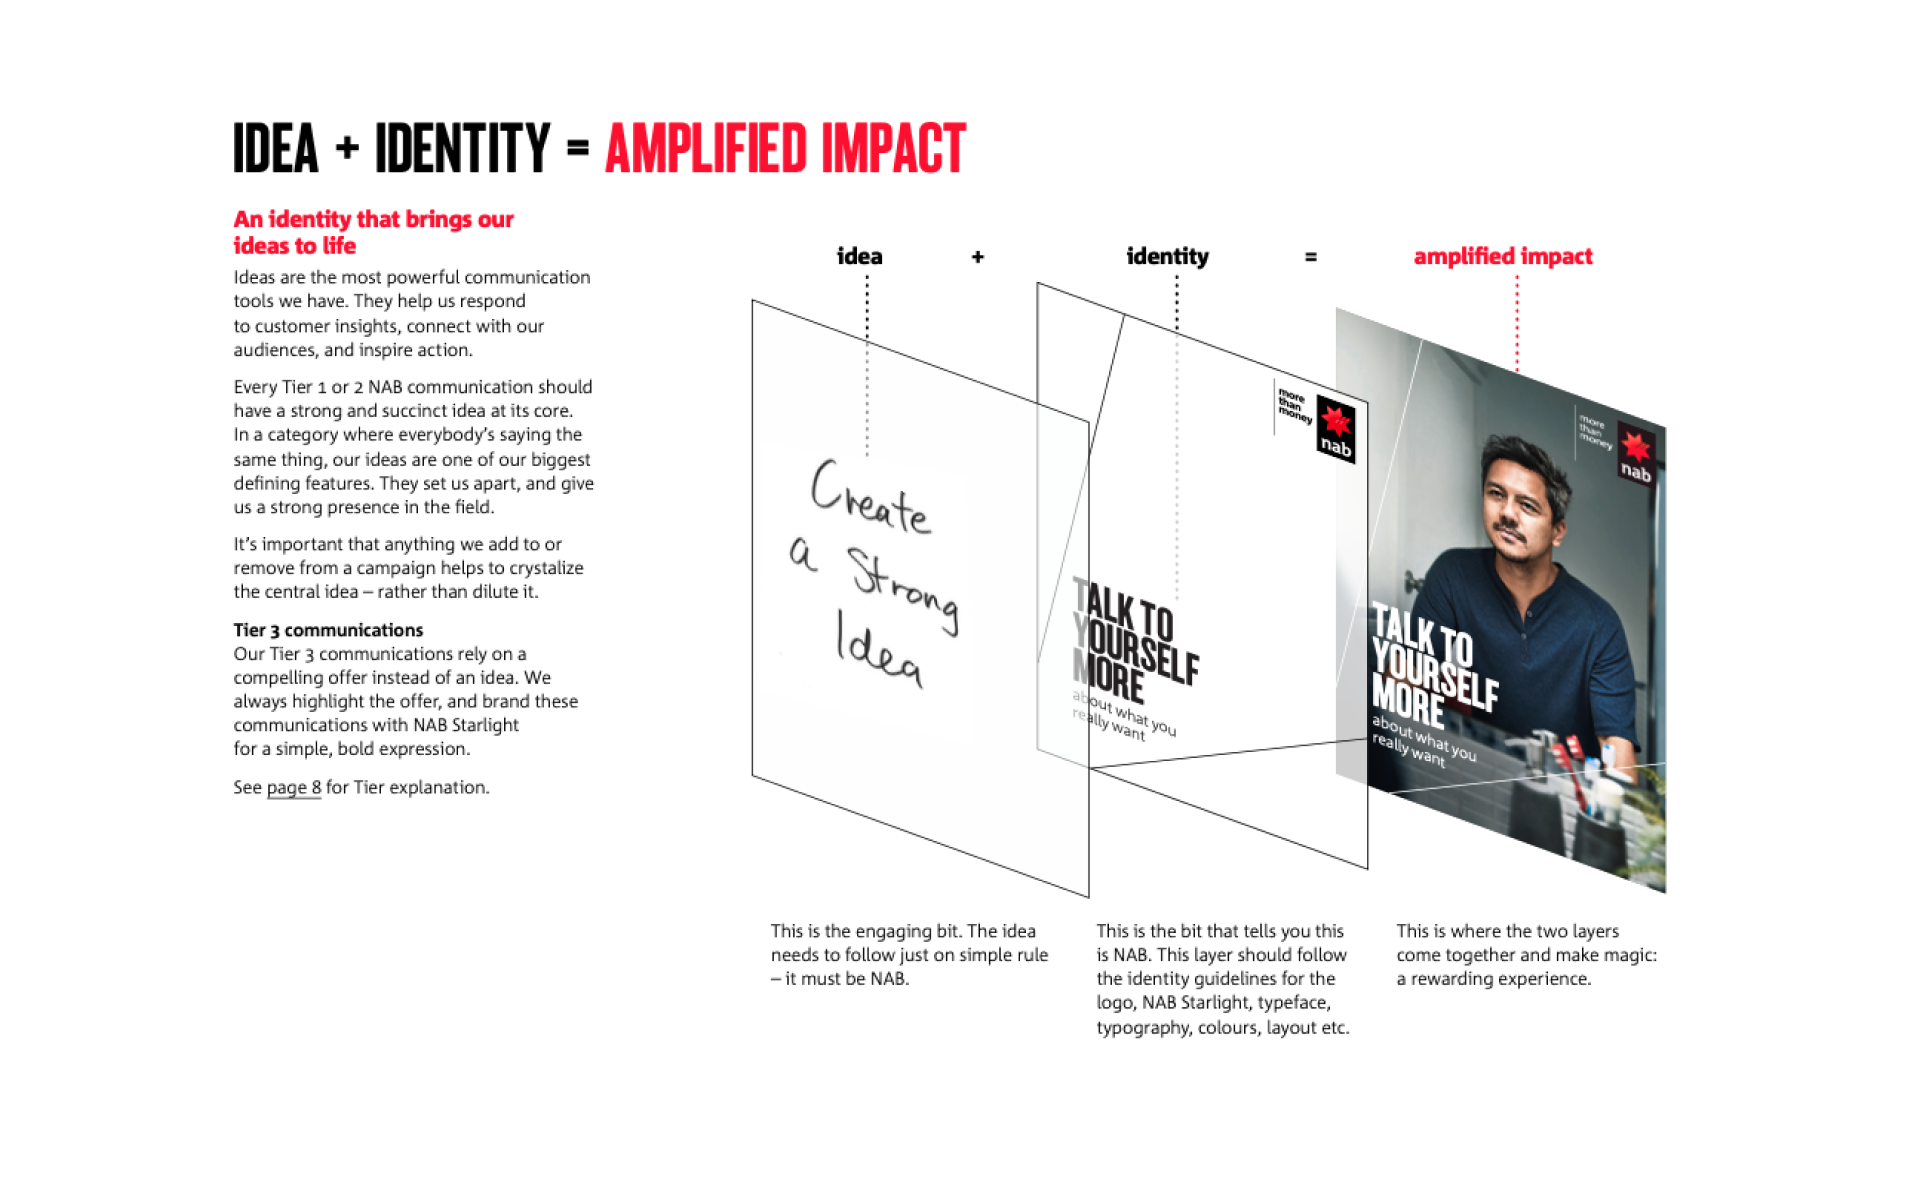 IDEA + IDENTITY = AMPLIFIED IMPACT
An identity that brings our
ideas to life
Ideas are the most powerful communication
tools we have. They help us respond
to customer insights, connect with our
audiences, and inspire action.
Every Tier 1 or 2 NAB communication should
have a strong and succinct idea at its core.
In a category where everybody's saying the
same thing, our ideas are one of our biggest
defining features. They set us apart, and give
us a strong presence in the field.
It's important that anything we add to or
remove from a campaign helps to crystalize
the central idea – rather than dilute it.
Tier 3 communications
Our Tier 3 communications rely on a
compelling offer instead of an idea. We
always highlight the offer, and brand these
communications with NAB Starlight
for a simple, bold expression.
See page 8 for Tier explanation.
idea + identity = amplified impact
Create
a Strong
Idea
more
than
money
nab
TALK TO
YOURSELF
MORE
about what you
really want
more
than
money
nab
TALK TO
YOURSELF
MORE
about what you
really want
This is the engaging bit. The idea
needs to follow just on simple rule
– it must be NAB.
This is the bit that tells you this
is NAB. This layer should follow
the identity guidelines for the
logo, NAB Starlight, typeface,
typography, colours, layout etc.
This is where the two layers
come together and make magic:
a rewarding experience.